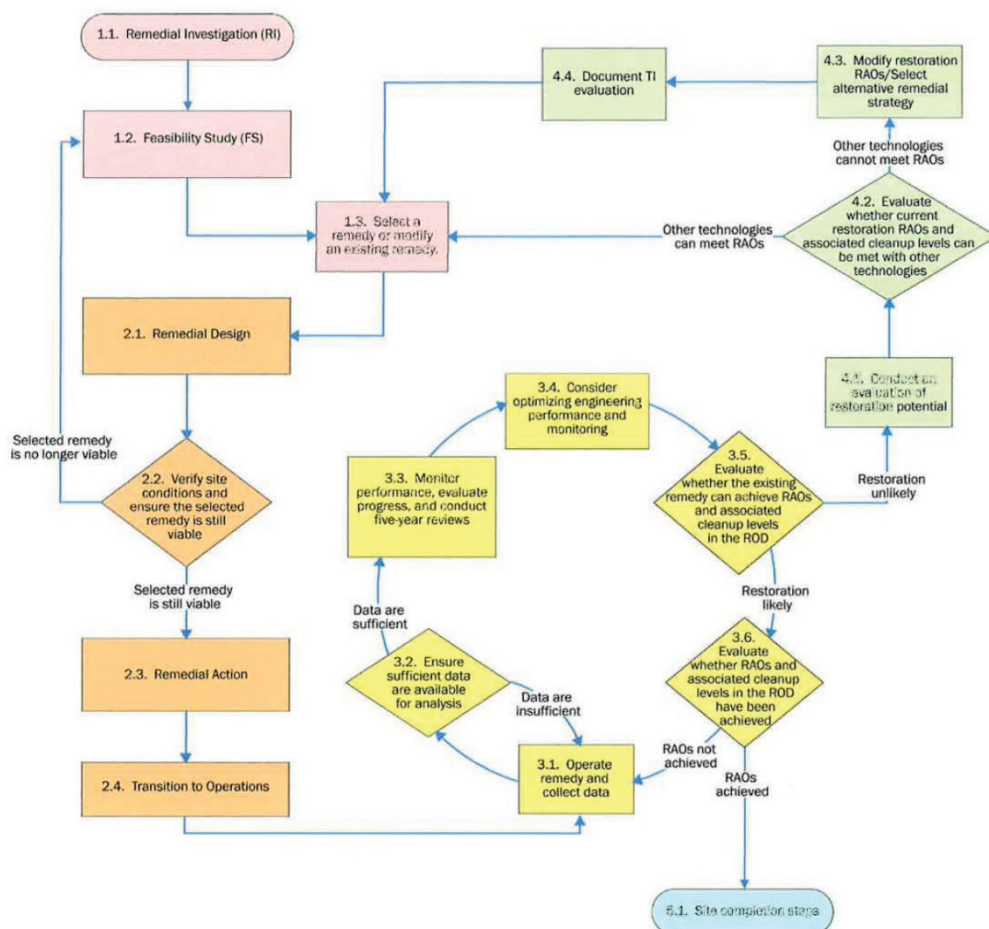 1.1. Remedial Investigation (RI)
1.2. Feasibility Study (FS)
1.3. Select a
remedy or modify
an existing remedy.
4.4. Document TI
evaluation
4.3. Modify restoration
RAOs/Select
alternative remedial
strategy
Other technologies
cannot meet RAOs
4.2. Evaluate
whether current
restoration RAOs and
associated cleanup levels can
be met with other
technologies
Other technologies
can meet RAOs
4.1. Conduct an
evaluation of
restoration potential
2.1. Remedial Design
Selected remedy
is no longer viable
2.2. Verify site
conditions and
ensure the selected
remedy is still
viable
Selected remedy
is still viable
2.3. Remedial Action
2.4. Transition to Operations
3.4. Consider
optimizing engineering
performance and
monitoring
3.3. Monitor
performance, evaluate
progress, and conduct
five-year reviews
3.5.
Evaluate
whether the existing
remedy can achieve RAOs
and associated
cleanup levels
in the ROD
Restoration
unlikely
Restoration
likely
Data are
sufficient
3.2. Ensure
sufficient data
are available
for analysis
Data are
insufficient
3.6.
Evaluate
whether RAOs and
associated cleanup
levels in the ROD
have been
achieved
3.1. Operate
remedy and
collect data
RAOs not
achieved
RAOs
achieved
5.1. Site completion steps